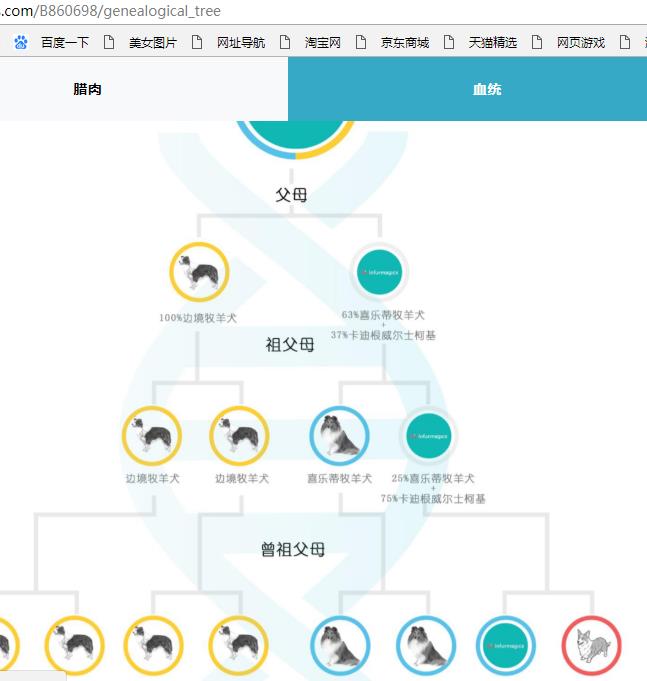 s.com/B860698/genealogical_tree
百度一下 美女图片 网址导航 淘宝网 京东商城 天猫精选 网页游戏
腊肉 血统
父母
Informagics
100%边境牧羊犬 63%喜乐蒂牧羊犬
+
37%卡迪根威尔士柯基
祖父母
Informagics
边境牧羊犬 边境牧羊犬 喜乐蒂牧羊犬 25%喜乐蒂牧羊犬
+
75%卡迪根威尔士柯基
曾祖父母
Informagics